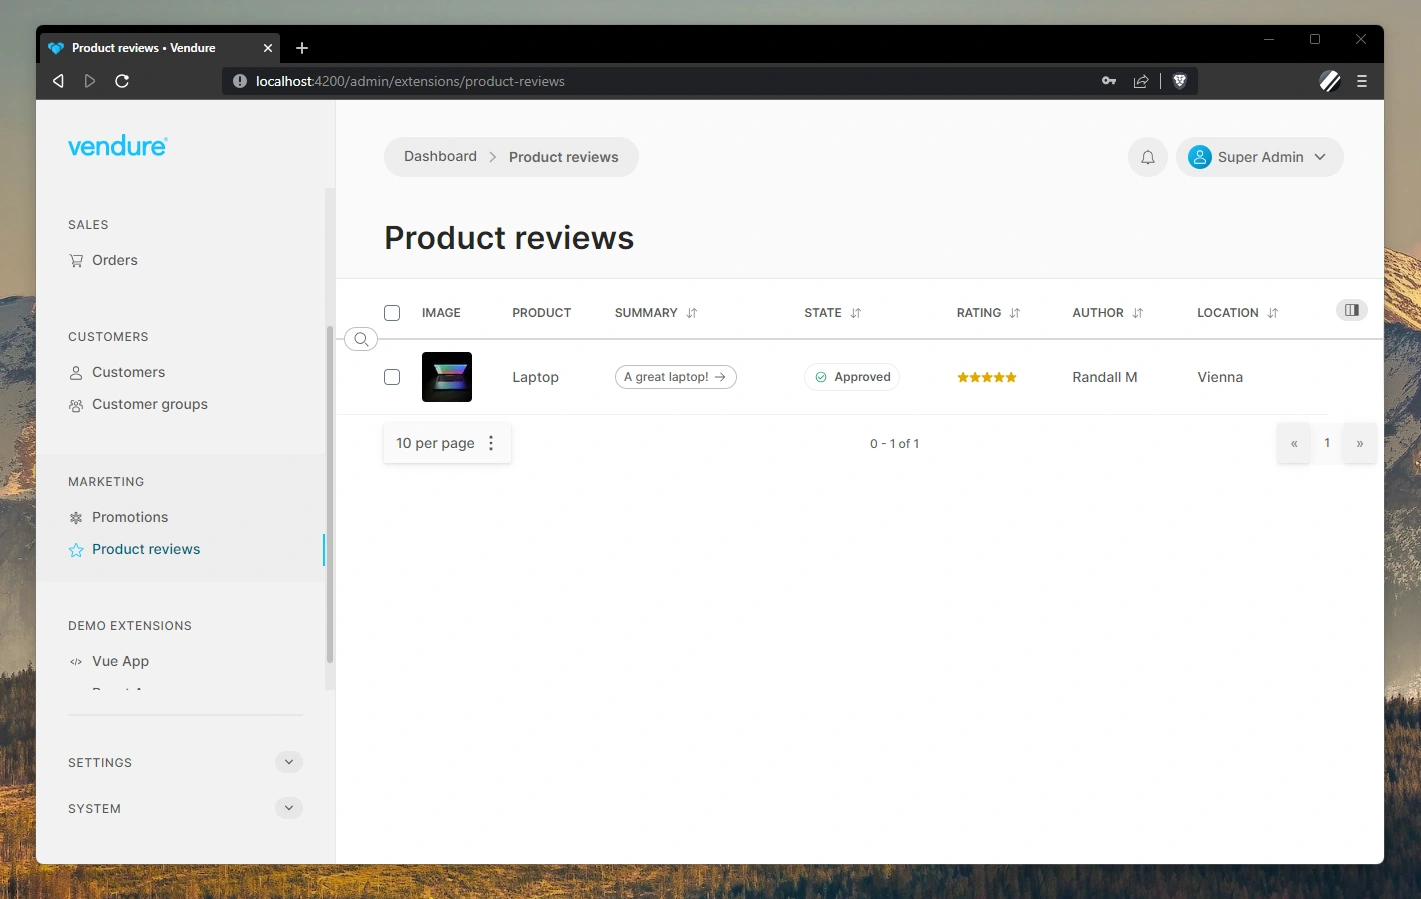 Product reviews • Vendure
localhost:4200/admin/extensions/product-reviews
vendure
Dashboard > Product reviews
Super Admin
SALES
Orders
CUSTOMERS
Customers
Customer groups
MARKETING
Promotions
Product reviews
DEMO EXTENSIONS
Vue App
SETTINGS
SYSTEM
Product reviews
IMAGE PRODUCT SUMMARY STATE RATING AUTHOR LOCATION
Laptop A great laptop! → Approved ★★★★★ Randall M Vienna
10 per page 0 - 1 of 1 « 1 »